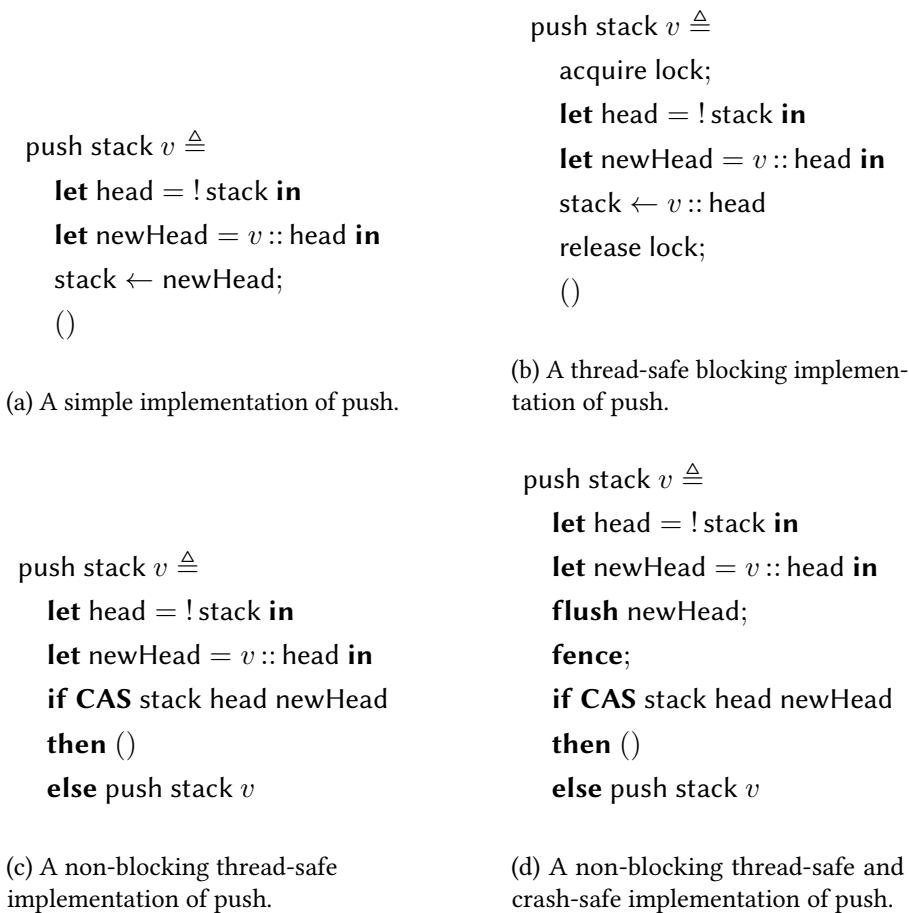 push stack v ≜
let head = ! stack in
let newHead = v :: head in
stack ← newHead;
()
(a) A simple implementation of push.
push stack v ≜
acquire lock;
let head = ! stack in
let newHead = v :: head in
stack ← v :: head
release lock;
()
(b) A thread-safe blocking implemen-
tation of push.
push stack v ≜
let head = ! stack in
let newHead = v :: head in
if CAS stack head newHead
then ()
else push stack v
(c) A non-blocking thread-safe
implementation of push.
push stack v ≜
let head = ! stack in
let newHead = v :: head in
flush newHead;
fence;
if CAS stack head newHead
then ()
else push stack v
(d) A non-blocking thread-safe and
crash-safe implementation of push.